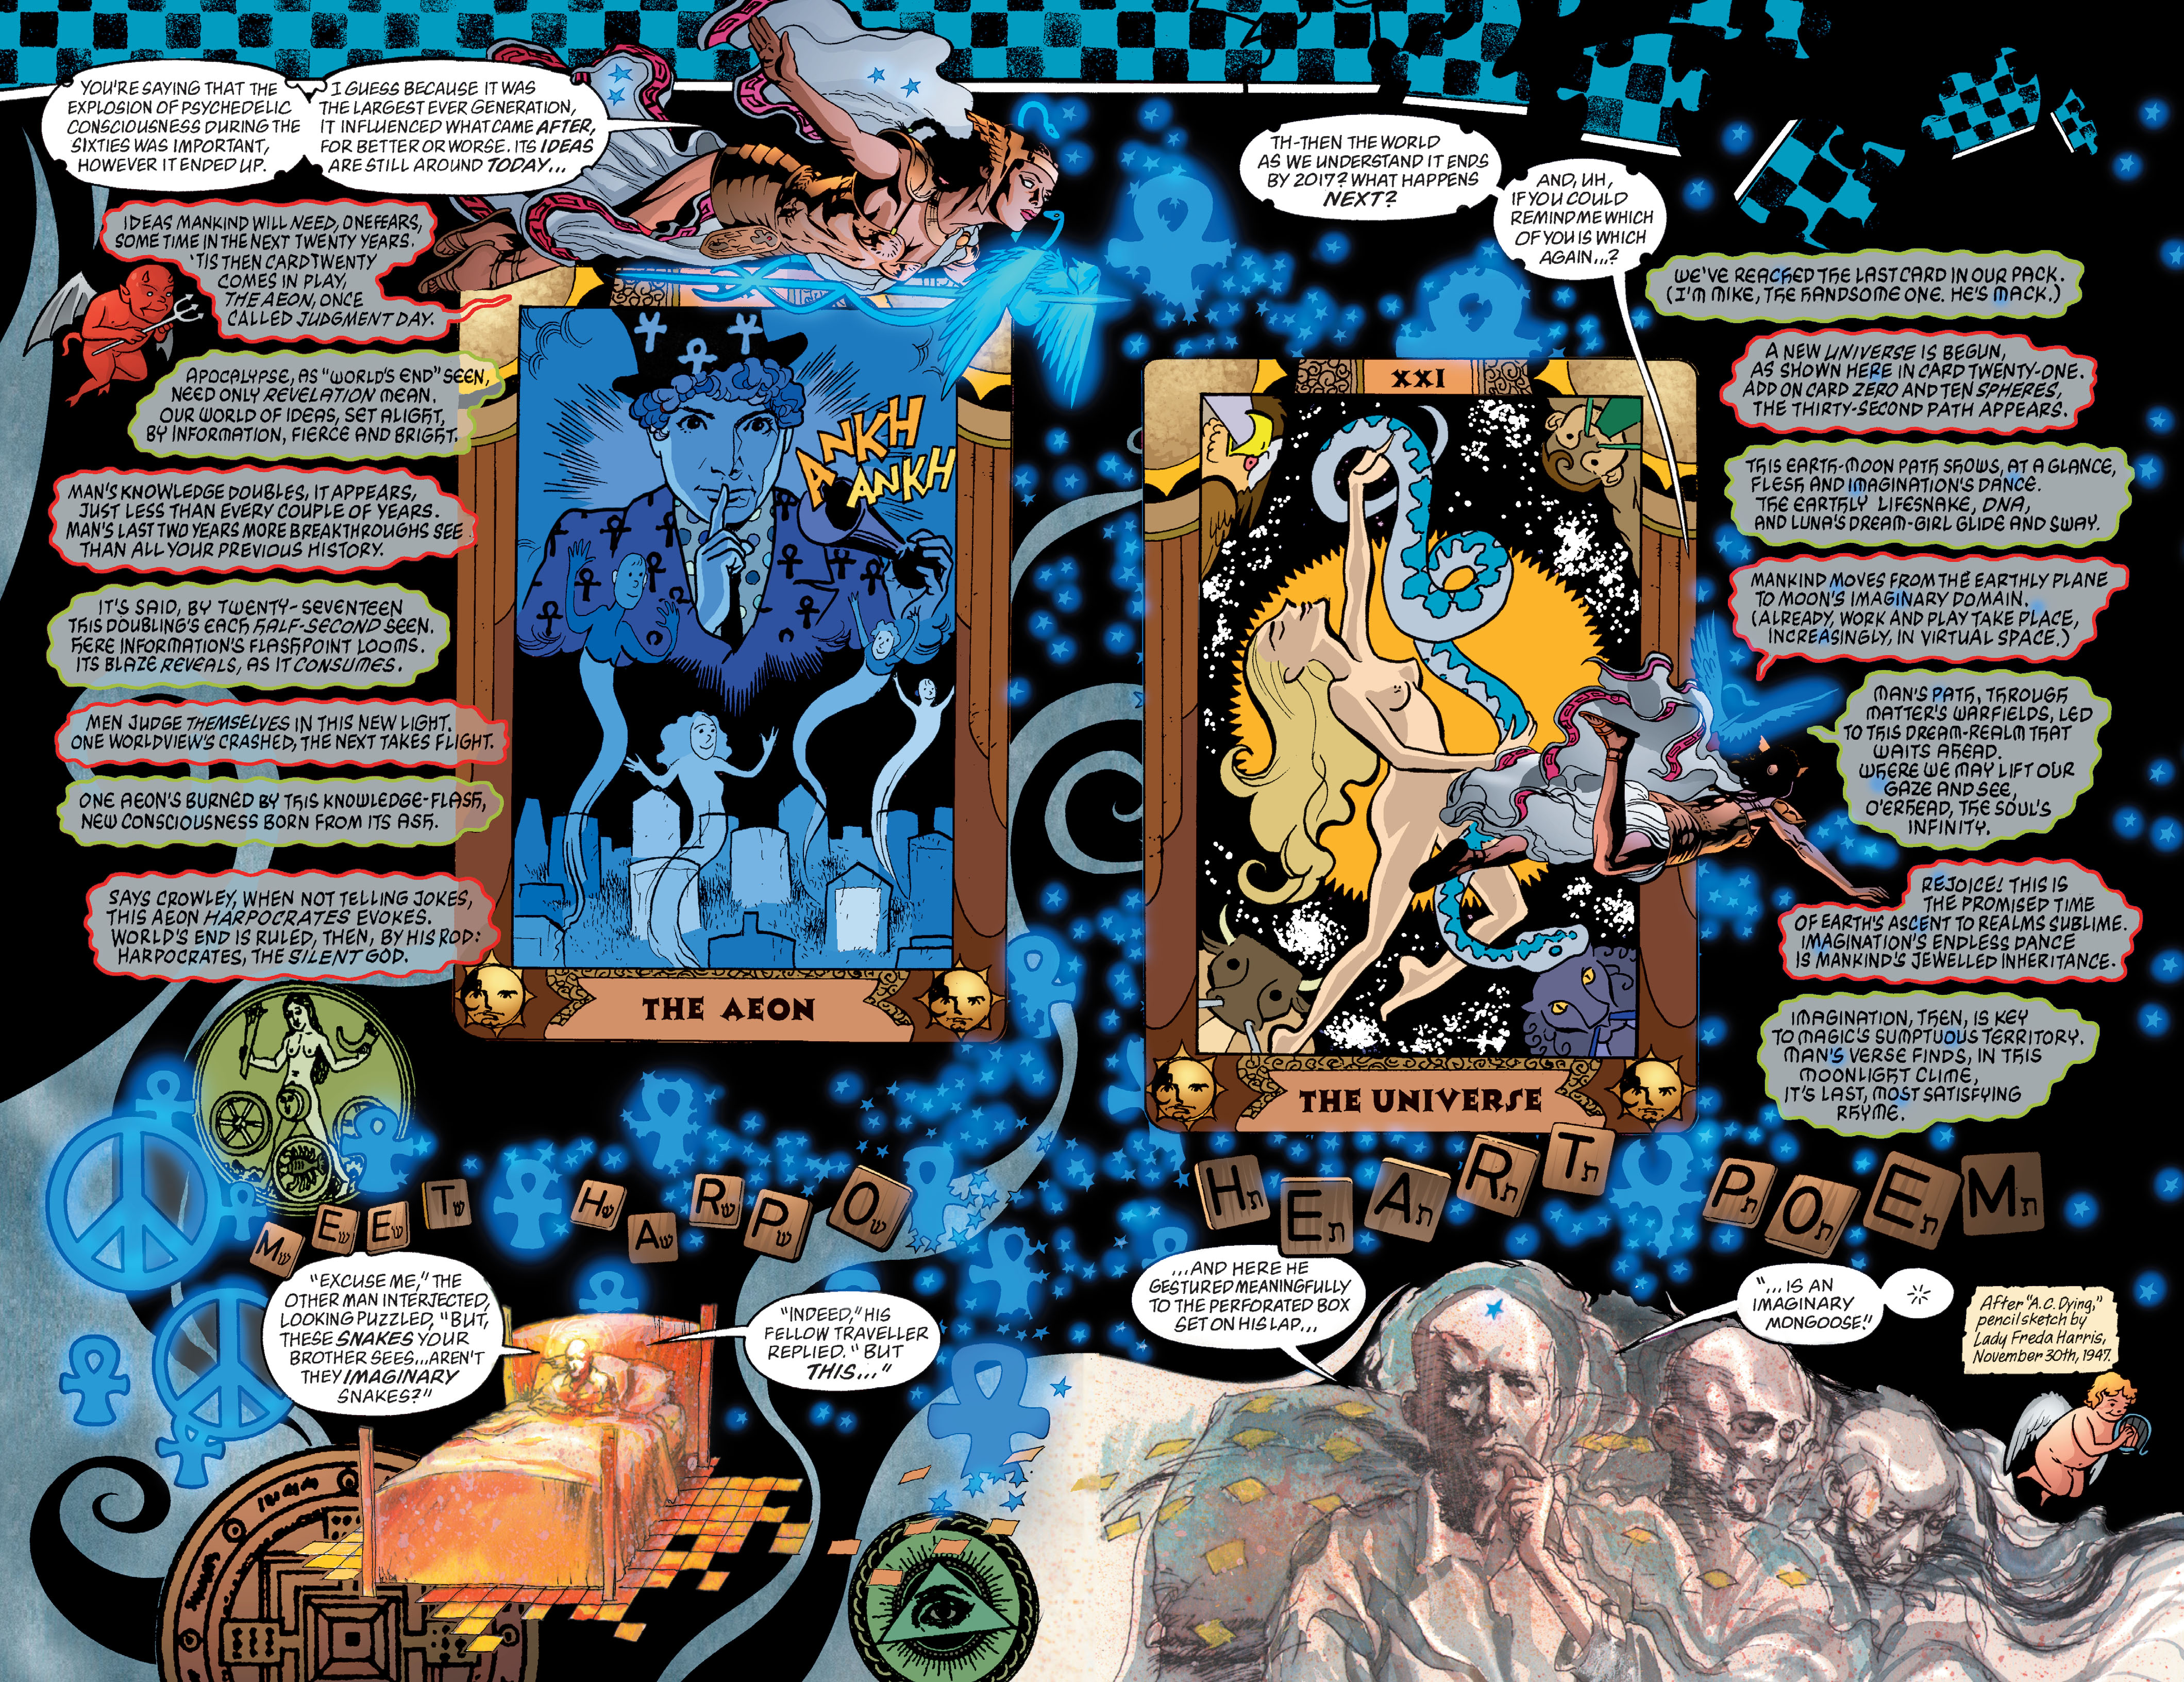 YOU'RE SAYING THAT THE
EXPLOSION OF PSYCHEDELIC
CONSCIOUSNESS DURING THE
SIXTIES WAS IMPORTANT,
HOWEVER IT ENDED UP.
I GUESS BECAUSE IT WAS
THE LARGEST EVER GENERATION,
IT INFLUENCED WHAT CAME AFTER,
FOR BETTER OR WORSE. ITS IDEAS
ARE STILL AROUND TODAY...
IDEAS MANKIND WILL NEED, ONE FEARS,
SOME TIME IN THE NEXT TWENTY YEARS.
'TIS THEN CARD TWENTY
COMES IN PLAY,
THE AEON, ONCE
CALLED JUDGMENT DAY.
APOCALYPSE, AS "WORLD'S END" SEEN,
NEED ONLY REVELATION MEAN.
OUR WORLD OF IDEAS, SET ALIGHT,
BY INFORMATION, FIERCE AND BRIGHT.
MAN'S KNOWLEDGE DOUBLES, IT APPEARS,
JUST LESS THAN EVERY COUPLE OF YEARS.
MAN'S LAST TWO YEARS MORE BREAKTHROUGHS SEE
THAN ALL YOUR PREVIOUS HISTORY.
IT'S SAID, BY TWENTY-SEVENTEEN
THIS DOUBLING'S EACH HALF-SECOND SEEN.
HERE INFORMATION'S FLASHPOINT LOOMS.
ITS BLAZE REVEALS, AS IT CONSUMES.
MEN JUDGE THEMSELVES IN THIS NEW LIGHT.
ONE WORLDVIEW'S CRASHED, THE NEXT TAKES FLIGHT.
ONE AEON'S BURNED BY THIS KNOWLEDGE-FLASH,
NEW CONSCIOUSNESS BORN FROM ITS ASH.
SAYS CROWLEY, WHEN NOT TELLING JOKES,
THIS AEON HARPOCRATES EVOKES.
WORLD'S END IS RULED, THEN, BY HIS ROD:
HARPOCRATES, THE SILENT GOD.
ANKH
ANKH
THE AEON
MEET HARPO
"EXCUSE ME," THE
OTHER MAN INTERJECTED,
LOOKING PUZZLED, "BUT,
THESE SNAKES YOUR
BROTHER SEES...AREN'T
THEY IMAGINARY
SNAKES?"
"INDEED," HIS
FELLOW TRAVELLER
REPLIED. "BUT
THIS..."
TH-THEN THE WORLD
AS WE UNDERSTAND IT ENDS
BY 2017? WHAT HAPPENS
NEXT?
AND, UH,
IF YOU COULD
REMIND ME WHICH
OF YOU IS WHICH
AGAIN...?
WE'VE REACHED THE LAST CARD IN OUR PACK.
(I'M MIKE, THE HANDSOME ONE. HE'S MACK.)
A NEW UNIVERSE IS BEGUN,
AS SHOWN HERE IN CARD TWENTY-ONE.
ADD ON CARD ZERO AND TEN SPHERES,
THE THIRTY-SECOND PATH APPEARS.
THIS EARTH-MOON PATH SHOWS, AT A GLANCE,
FLESH AND IMAGINATION'S DANCE.
THE EARTHLY LIFESNAKE, DNA,
AND LUNA'S DREAM-GIRL GLIDE AND SWAY.
MANKIND MOVES FROM THE EARTHLY PLANE
TO MOON'S IMAGINARY DOMAIN.
(ALREADY, WORK AND PLAY TAKE PLACE,
INCREASINGLY, IN VIRTUAL SPACE.)
MAN'S PATH, THROUGH
MATTER'S WARFIELDS, LED
TO THIS DREAM-REALM THAT
WAITS AHEAD.
WHERE WE MAY LIFT OUR
GAZE AND SEE,
O'ERHEAD, THE SOUL'S
INFINITY.
REJOICE! THIS IS
THE PROMISED TIME
OF EARTH'S ASCENT TO REALMS SUBLIME.
IMAGINATION'S ENDLESS DANCE
IS MANKIND'S JEWELLED INHERITANCE.
IMAGINATION, THEN, IS KEY
TO MAGIC'S SUMPTUOUS TERRITORY.
MAN'S VERSE FINDS, IN THIS
MOONLIGHT CLIME,
IT'S LAST, MOST SATISFYING
RHYME.
XXI
THE UNIVERSE
HEART POEM
...AND HERE HE
GESTURED MEANINGFULLY
TO THE PERFORATED BOX
SET ON HIS LAP...
"...IS AN
IMAGINARY
MONGOOSE!"
After "A.C. Dying,"
pencil sketch by
Lady Freda Harris,
November 30th, 1947.